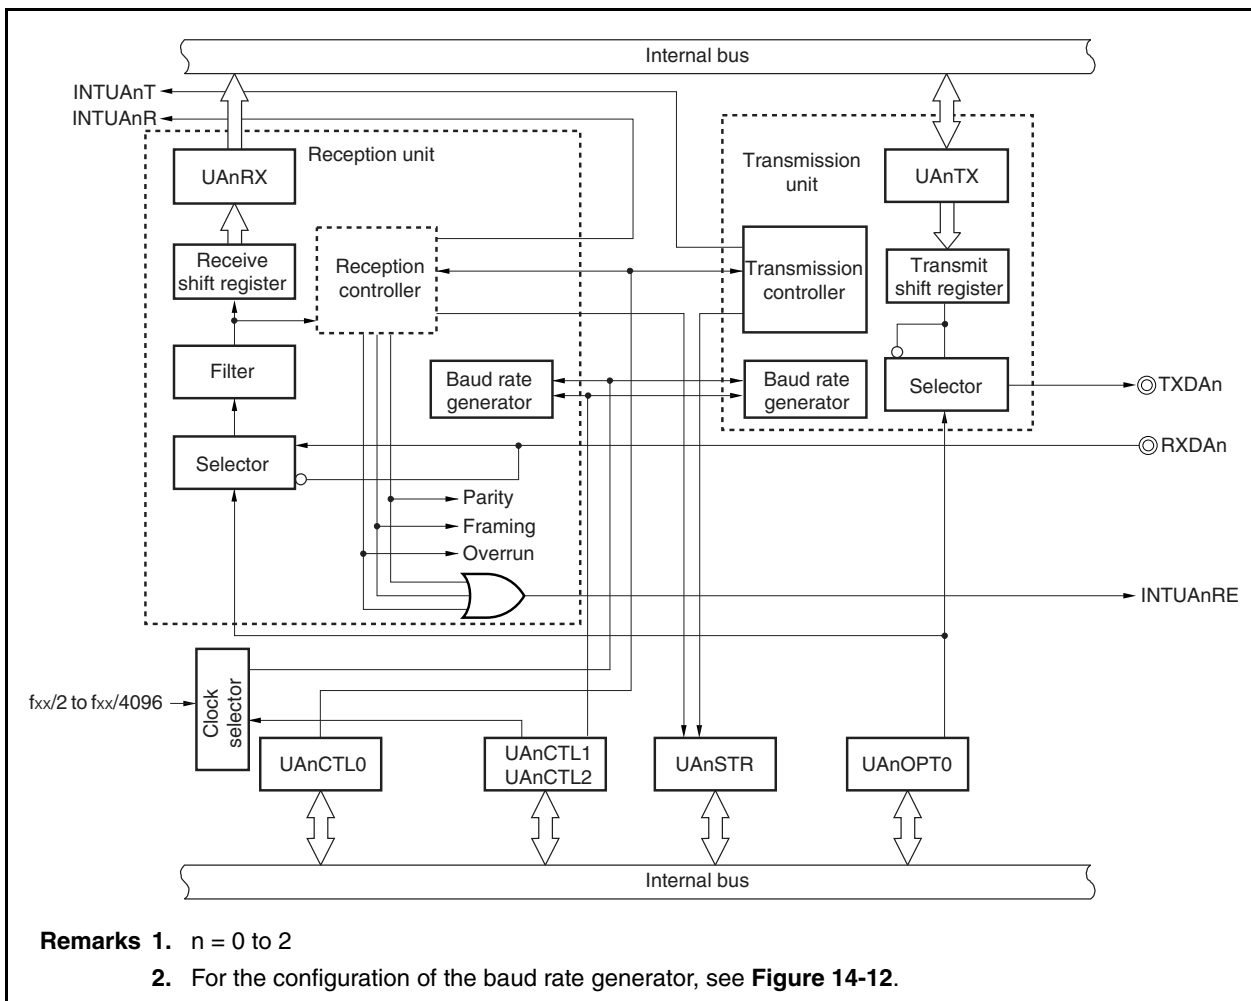 Internal bus
INTUAnT
INTUAnR
Reception unit
UAnRX
Transmission
unit
UAnTX
Receive
shift register
Reception
controller
Transmission
controller
Transmit
shift register
Filter
Baud rate
generator
Baud rate
generator
Selector
TXDAn
Selector
RXDAn
Parity
Framing
Overrun
INTUAnRE
fxx/2 to fxx/4096
Clock
selector
UAnCTL0
UAnCTL1
UAnCTL2
UAnSTR
UAnOPT0
Internal bus
Remarks 1. n = 0 to 2
2. For the configuration of the baud rate generator, see Figure 14-12.